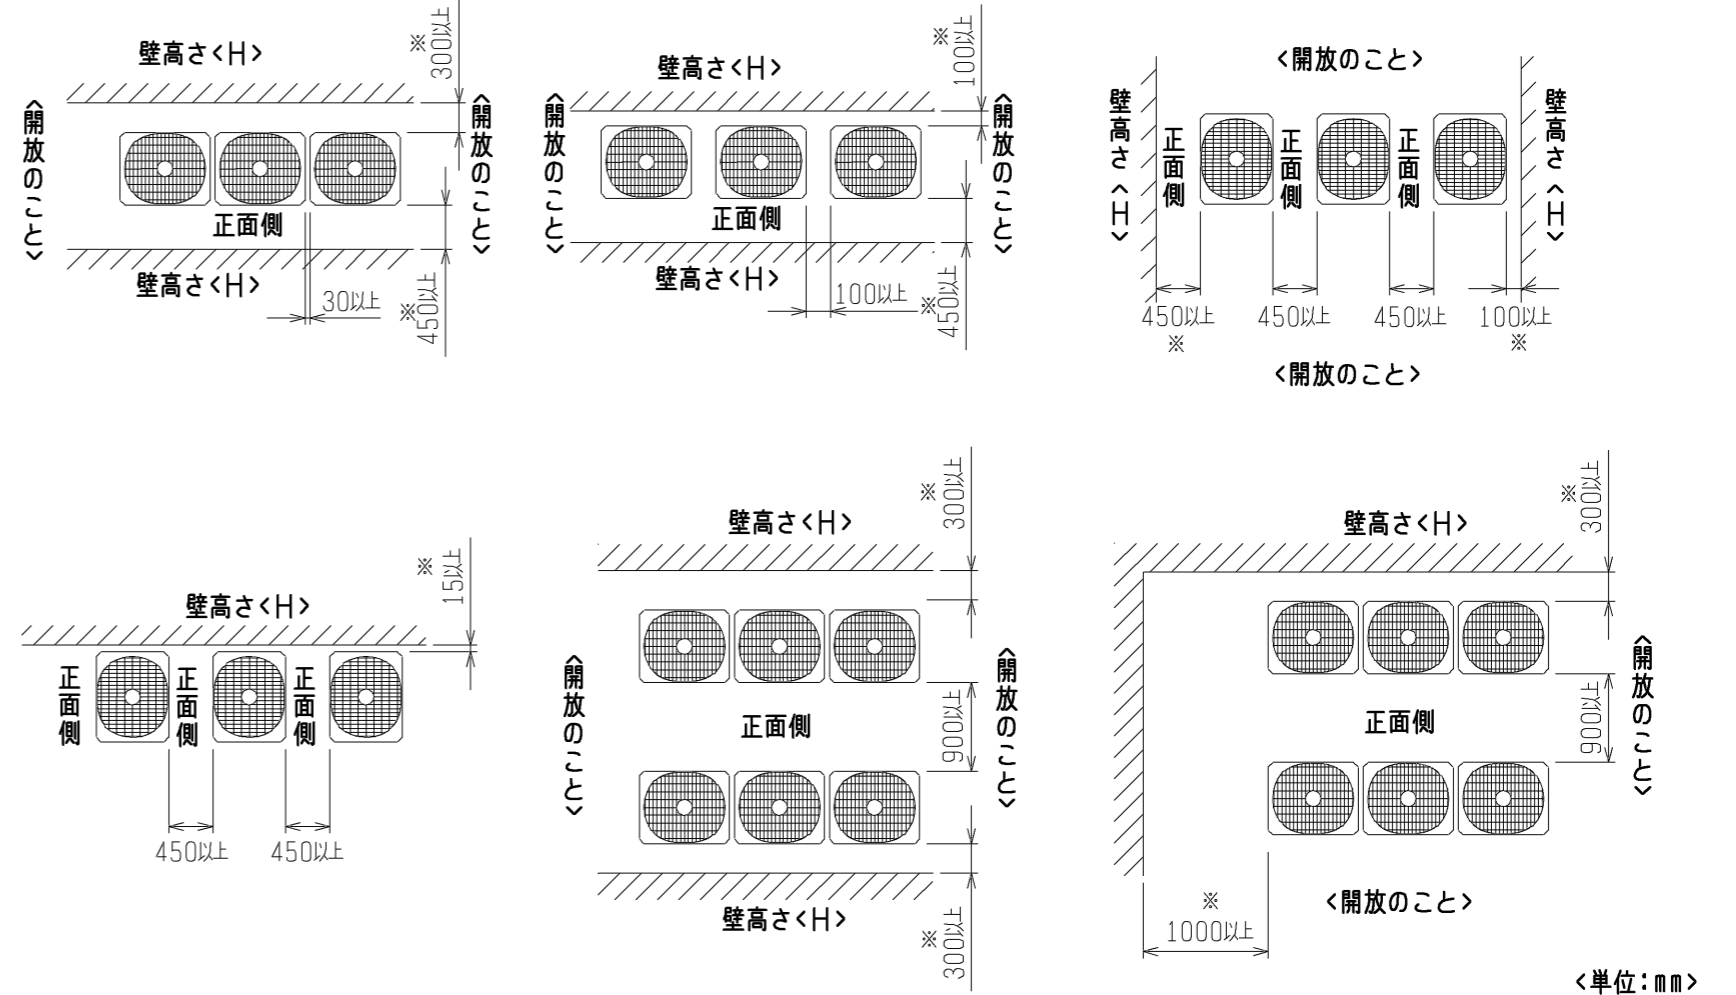 壁高さ<H>
※
300以上
<開放のこと>
<開放のこと>
正面側
壁高さ<H>
30以上
※
450以上
壁高さ<H>
※
100以上
<開放のこと>
<開放のこと>
正面側
壁高さ<H>
100以上
※
450以上
<開放のこと>
壁高さ<H>
正面側
正面側
正面側
壁高さ<H>
450以上
450以上
450以上
100以上
※
※
<開放のこと>
壁高さ<H>
※
15以上
正面側
正面側
正面側
450以上
450以上
壁高さ<H>
※
300以上
<開放のこと>
<開放のこと>
正面側
900以上
壁高さ<H>
※
300以上
壁高さ<H>
※
300以上
正面側
900以上
<開放のこと>
※
1000以上
<開放のこと>
<単位:mm>